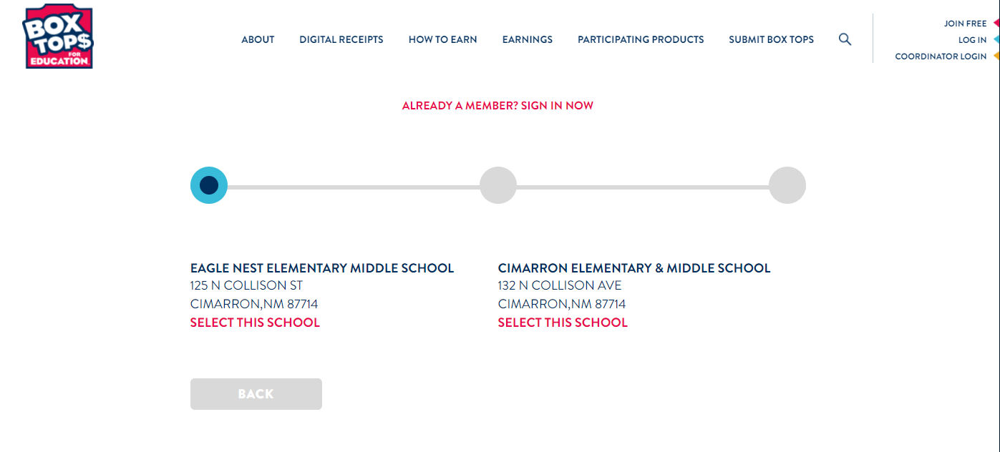 BOX
TOP$
FOR
EDUCATION
ABOUT
DIGITAL RECEIPTS
HOW TO EARN
EARNINGS
PARTICIPATING PRODUCTS
SUBMIT BOX TOPS
JOIN FREE
LOG IN
COORDINATOR LOGIN
ALREADY A MEMBER? SIGN IN NOW
EAGLE NEST ELEMENTARY MIDDLE SCHOOL
125 N COLLISON ST
CIMARRON,NM 87714
SELECT THIS SCHOOL
CIMARRON ELEMENTARY & MIDDLE SCHOOL
132 N COLLISON AVE
CIMARRON,NM 87714
SELECT THIS SCHOOL
BACK